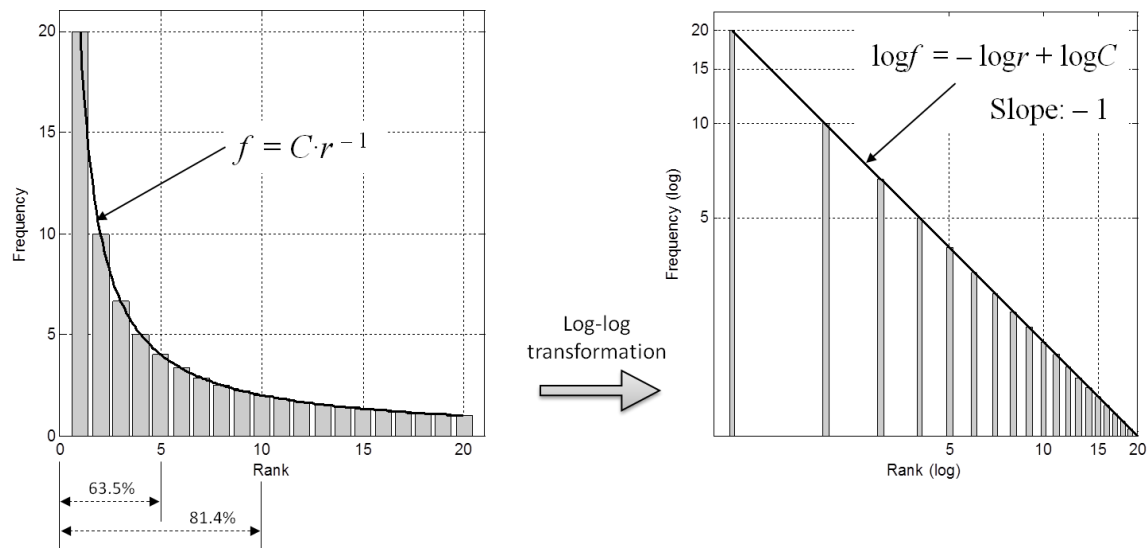 20
15
10
5
0
Frequency
f = C·r⁻¹
0 5 10 15 20
Rank
63.5%
81.4%
Log-log
transformation
20
15
10
5
Frequency (log)
logf = – logr + logC
Slope: – 1
5 10 15 20
Rank (log)